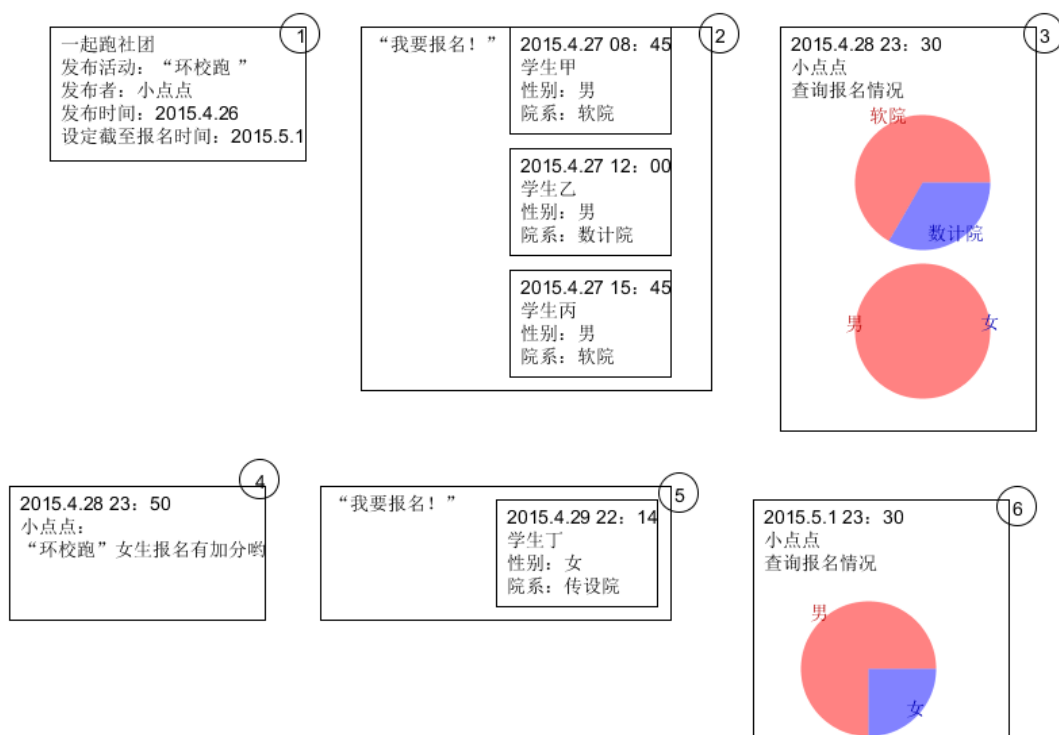 1
一起跑社团
发布活动：“环校跑 ”
发布者：小点点
发布时间：2015.4.26
设定截至报名时间：2015.5.1
2
“我要报名！”
2015.4.27 08：45
学生甲
性别：男
院系：软院
2015.4.27 12：00
学生乙
性别：男
院系：数计院
2015.4.27 15：45
学生丙
性别：男
院系：软院
3
2015.4.28 23：30
小点点
查询报名情况
软院
数计院
男
女
4
2015.4.28 23：50
小点点：
“环校跑”女生报名有加分哟
5
“我要报名！”
2015.4.29 22：14
学生丁
性别：女
院系：传设院
6
2015.5.1 23：30
小点点
查询报名情况
男
女